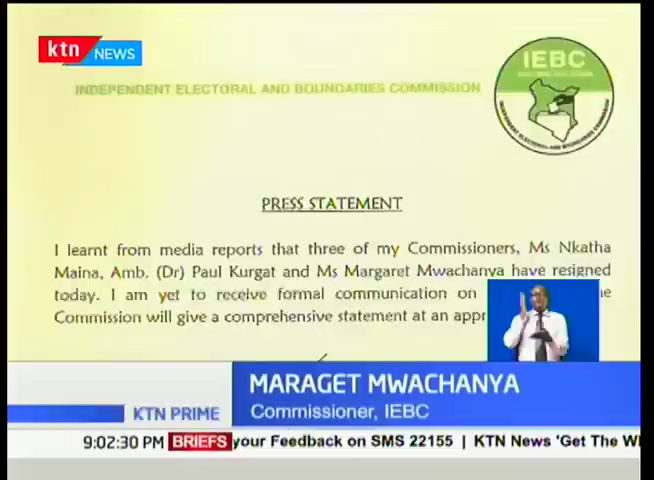 ktn NEWS
IEBC
INDEPENDENT ELECTORAL AND BOUNDARIES COMMISSION
PRESS STATEMENT
I learnt from media reports that three of my Commissioners, Ms Nkatha
Maina, Amb. (Dr) Paul Kurgat and Ms Margaret Mwachanya have resigned
today. I am yet to receive formal communication on
Commission will give a comprehensive statement at an
MARAGET MWACHANYA
KTN PRIME
Commissioner, IEBC
9:02:30 PM BRIEFS your Feedback on SMS 22155 | KTN News 'Get The